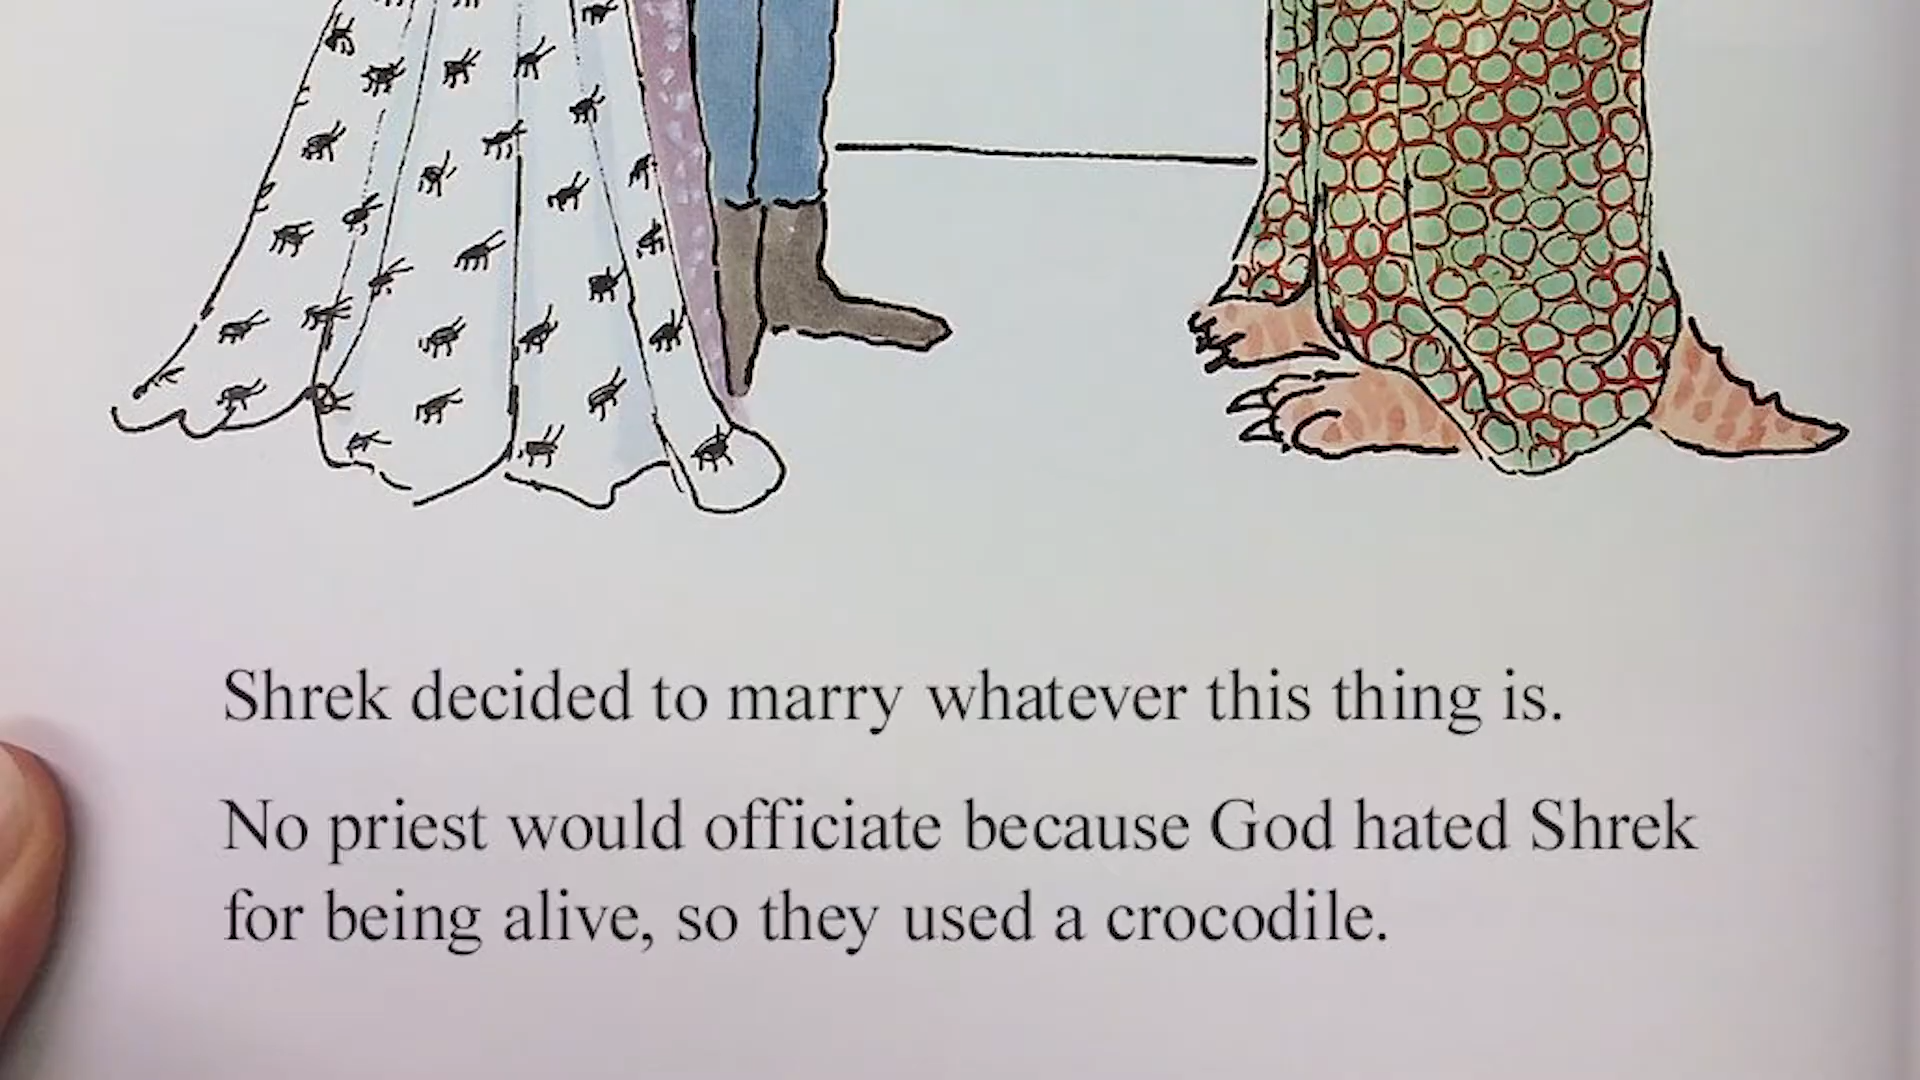 Shrek decided to marry whatever this thing is.
No priest would officiate because God hated Shrek
for being alive, so they used a crocodile.